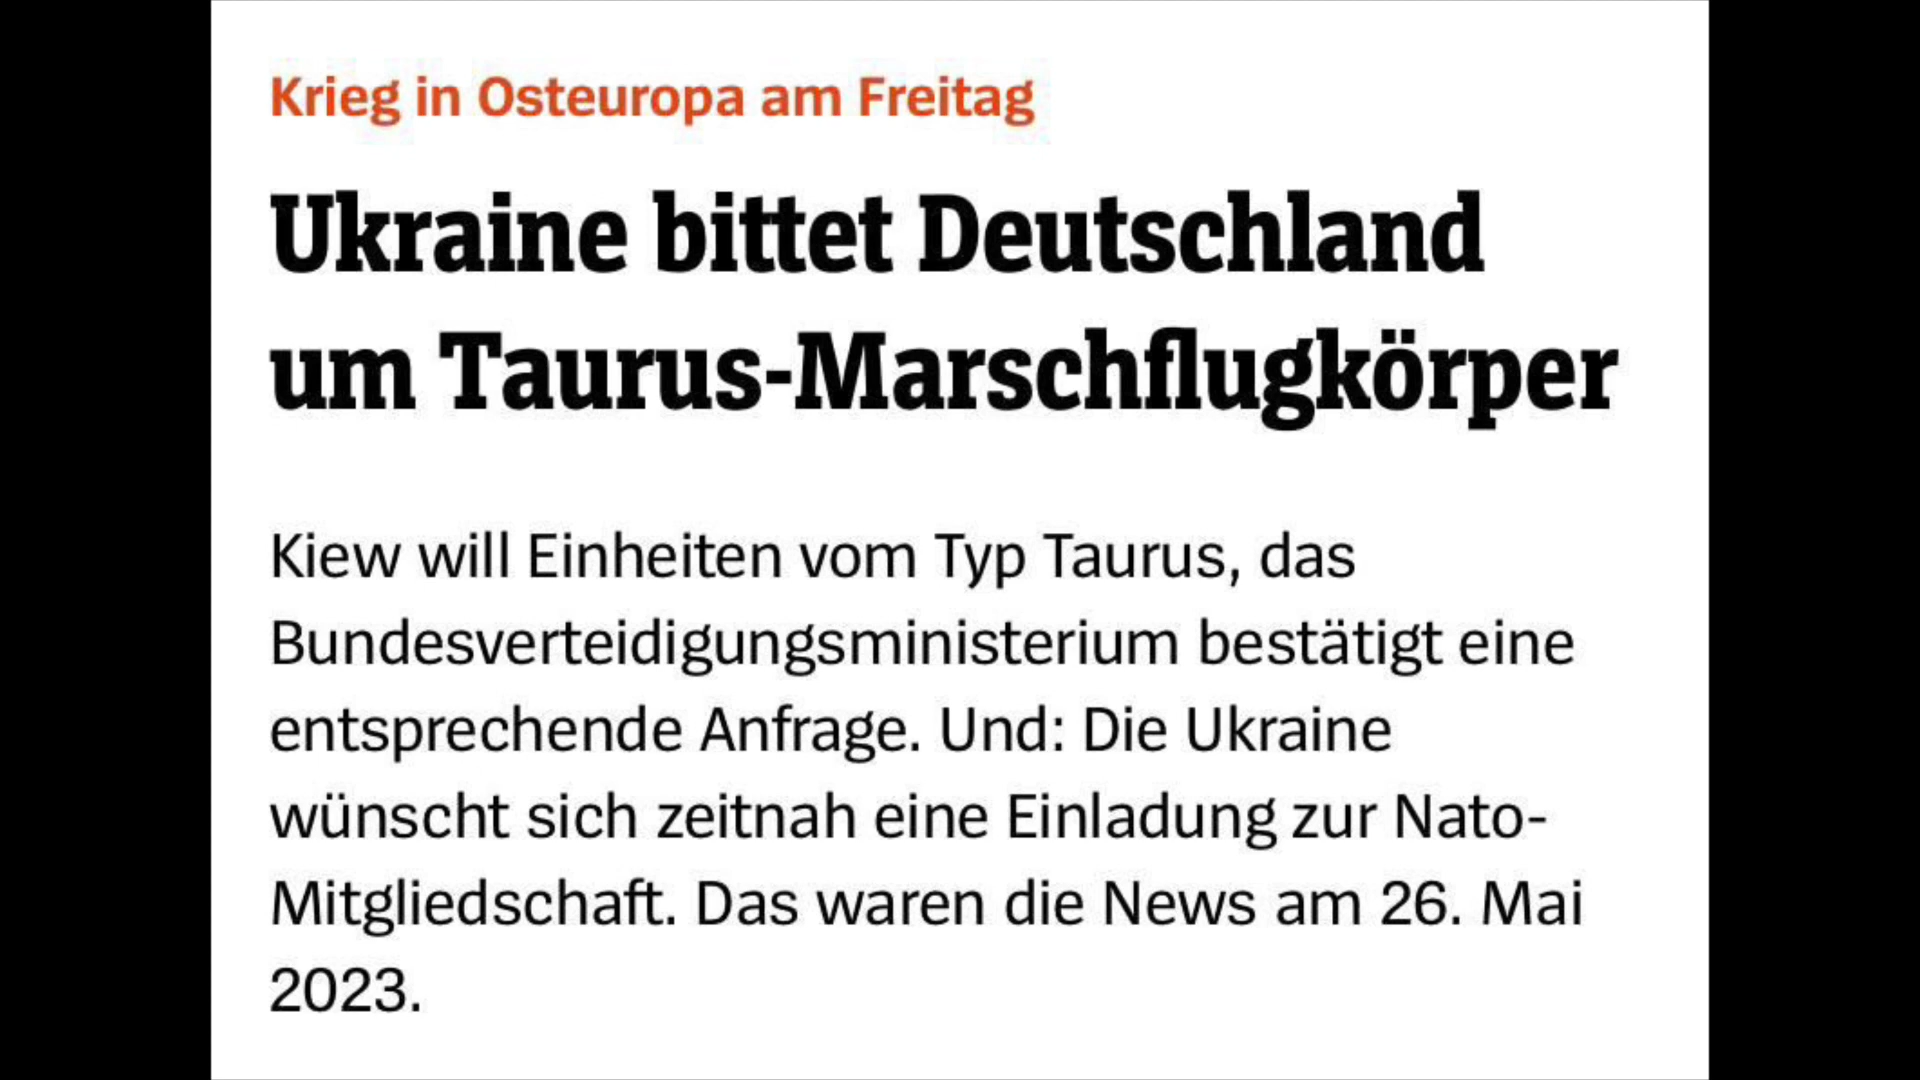 Krieg in Osteuropa am Freitag
Ukraine bittet Deutschland
um Taurus-Marschflugkörper
Kiew will Einheiten vom Typ Taurus, das
Bundesverteidigungsministerium bestätigt eine
entsprechende Anfrage. Und: Die Ukraine
wünscht sich zeitnah eine Einladung zur Nato-
Mitgliedschaft. Das waren die News am 26. Mai
2023.